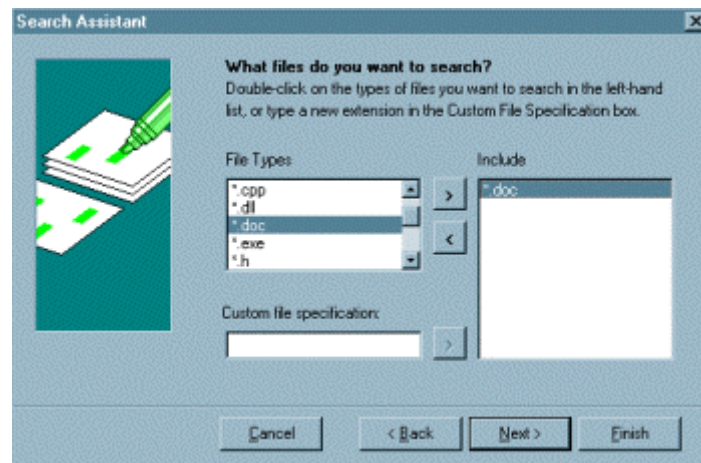 Search Assistant
What files do you want to search?
Double-click on the types of files you want to search in the left-hand
list, or type a new extension in the Custom File Specification box.
File Types
Include
*.cpp
*.dll
*.doc
*.exe
*.h
>
<
*.doc
Custom file specification:
>
Cancel
< Back
Next >
Finish